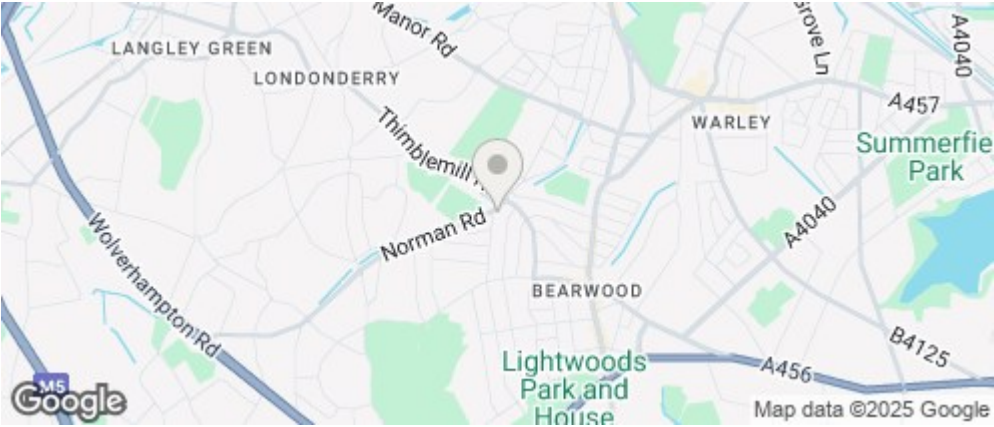 Manor Rd
Grove Ln
A4040
LANGLEY GREEN
LONDONDERRY
A457
WARLEY
Thimblemill
Summerfie
Park
Norman Rd
A4040
Wolverhampton Rd
BEARWOOD
B4125
Lightwoods
Park and
House
A456
M5
Google
Map data ©2025 Google